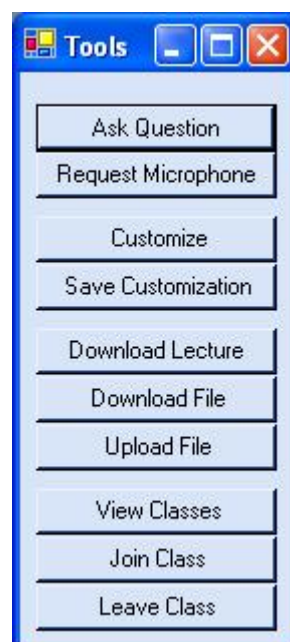 Tools
Ask Question
Request Microphone
Customize
Save Customization
Download Lecture
Download File
Upload File
View Classes
Join Class
Leave Class